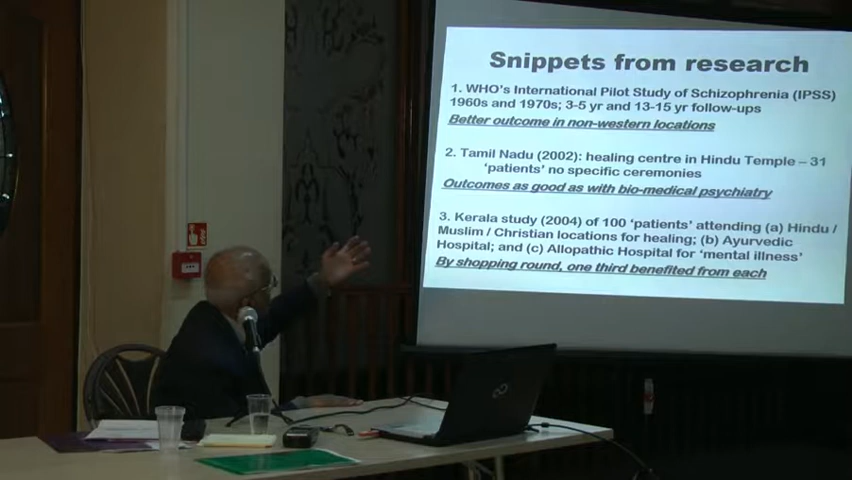 Snippets from research
1. WHO's International Pilot Study of Schizophrenia (IPSS)
1960s and 1970s; 3-5 yr and 13-15 yr follow-ups
Better outcome in non-western locations
2. Tamil Nadu (2002): healing centre in Hindu Temple – 31
'patients' no specific ceremonies
Outcomes as good as with bio-medical psychiatry
3. Kerala study (2004) of 100 'patients' attending (a) Hindu /
Muslim / Christian locations for healing; (b) Ayurvedic
Hospital; and (c) Allopathic Hospital for 'mental illness'
By shopping round, one third benefited from each